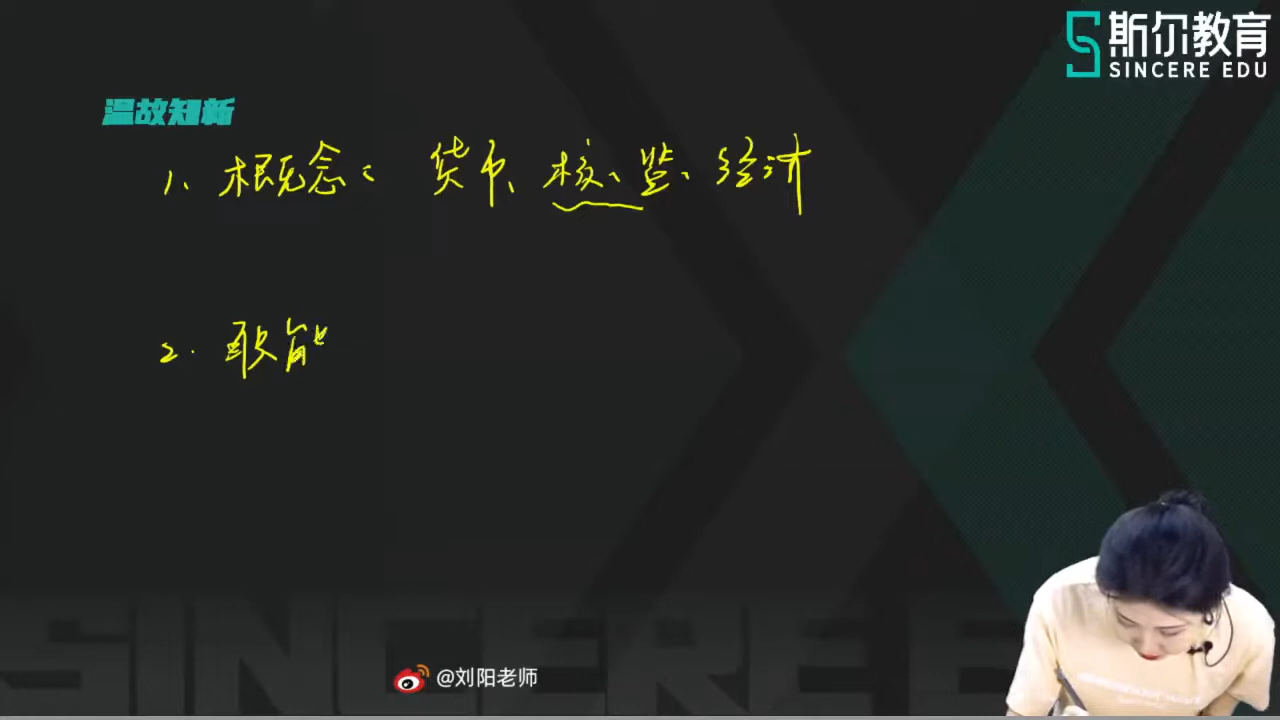 斯尔教育
SINCERE EDU
温故知新
1、概念: 货币、核、监、经济
2. 职能
SINCERE E
@刘阳老师